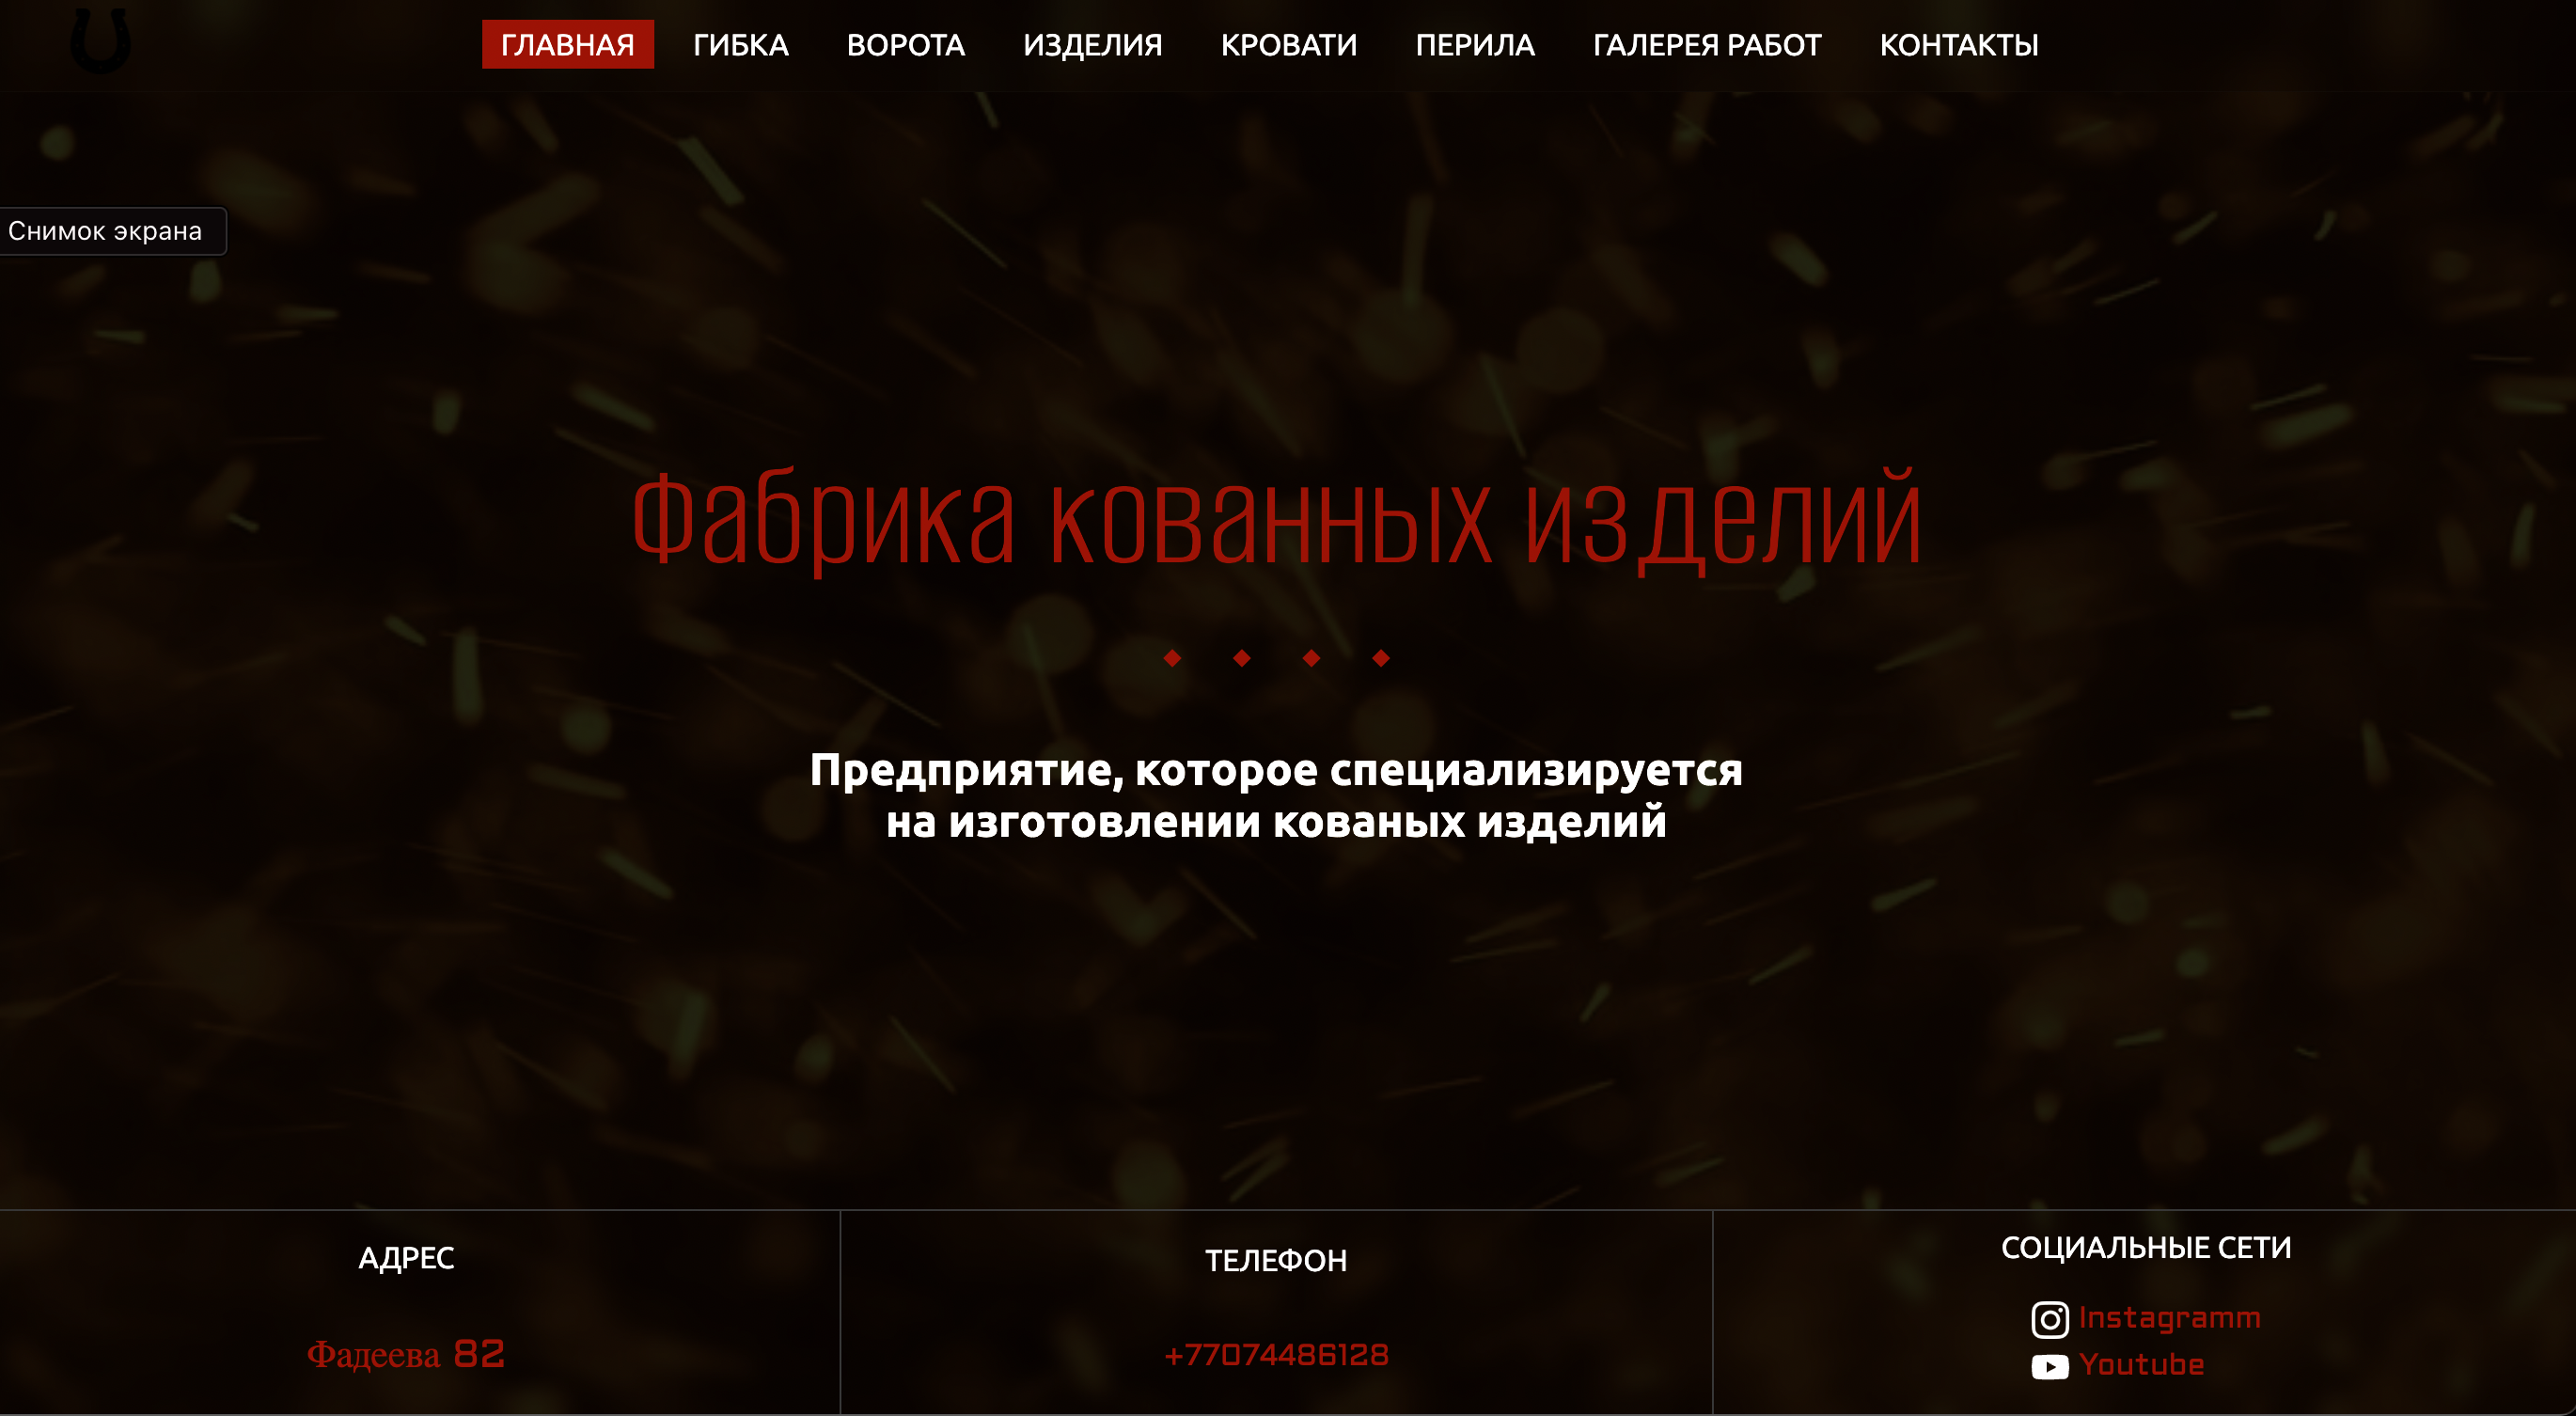 ГЛАВНАЯ ГИБКА ВОРОТА ИЗДЕЛИЯ КРОВАТИ ПЕРИЛА ГАЛЕРЕЯ РАБОТ КОНТАКТЫ
Снимок экрана
Фабрика кованных изделий
Предприятие, которое специализируется
на изготовлении кованых изделий
АДРЕС
Фадеева 82
ТЕЛЕФОН
+77074486128
СОЦИАЛЬНЫЕ СЕТИ
Instagramm
Youtube